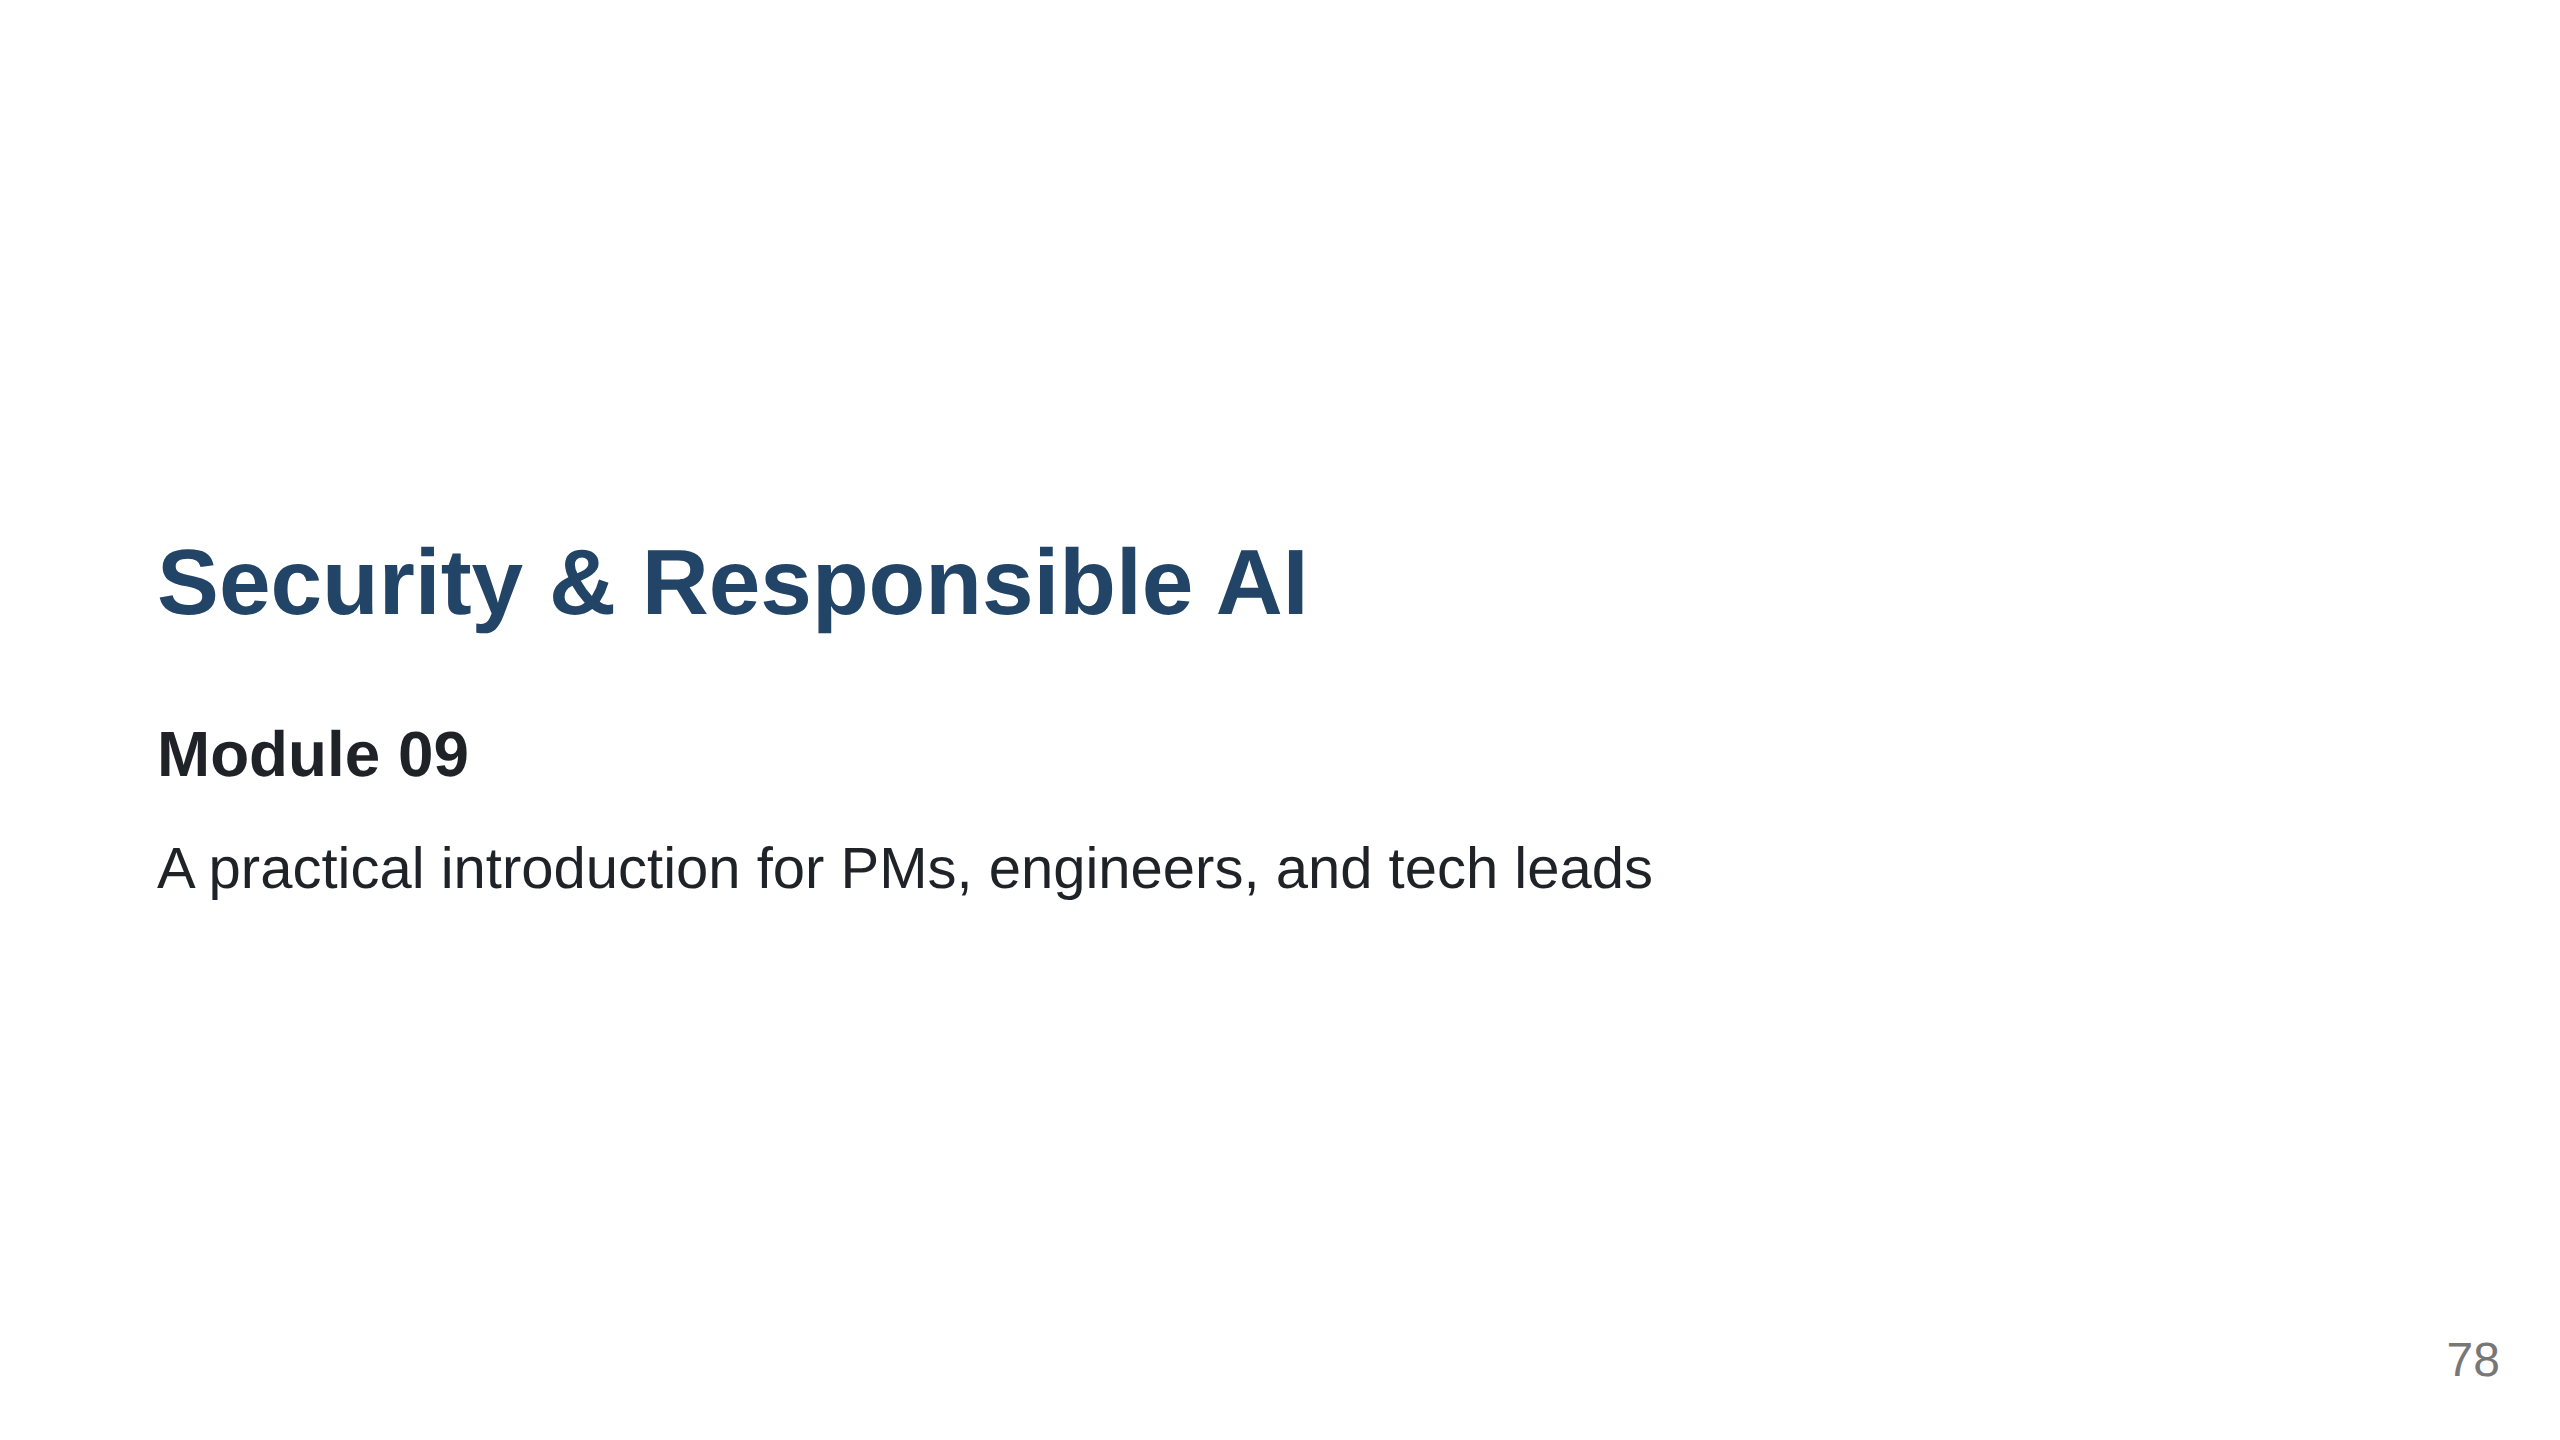 Security & Responsible AI
Module 09
A practical introduction for PMs, engineers, and tech leads
78